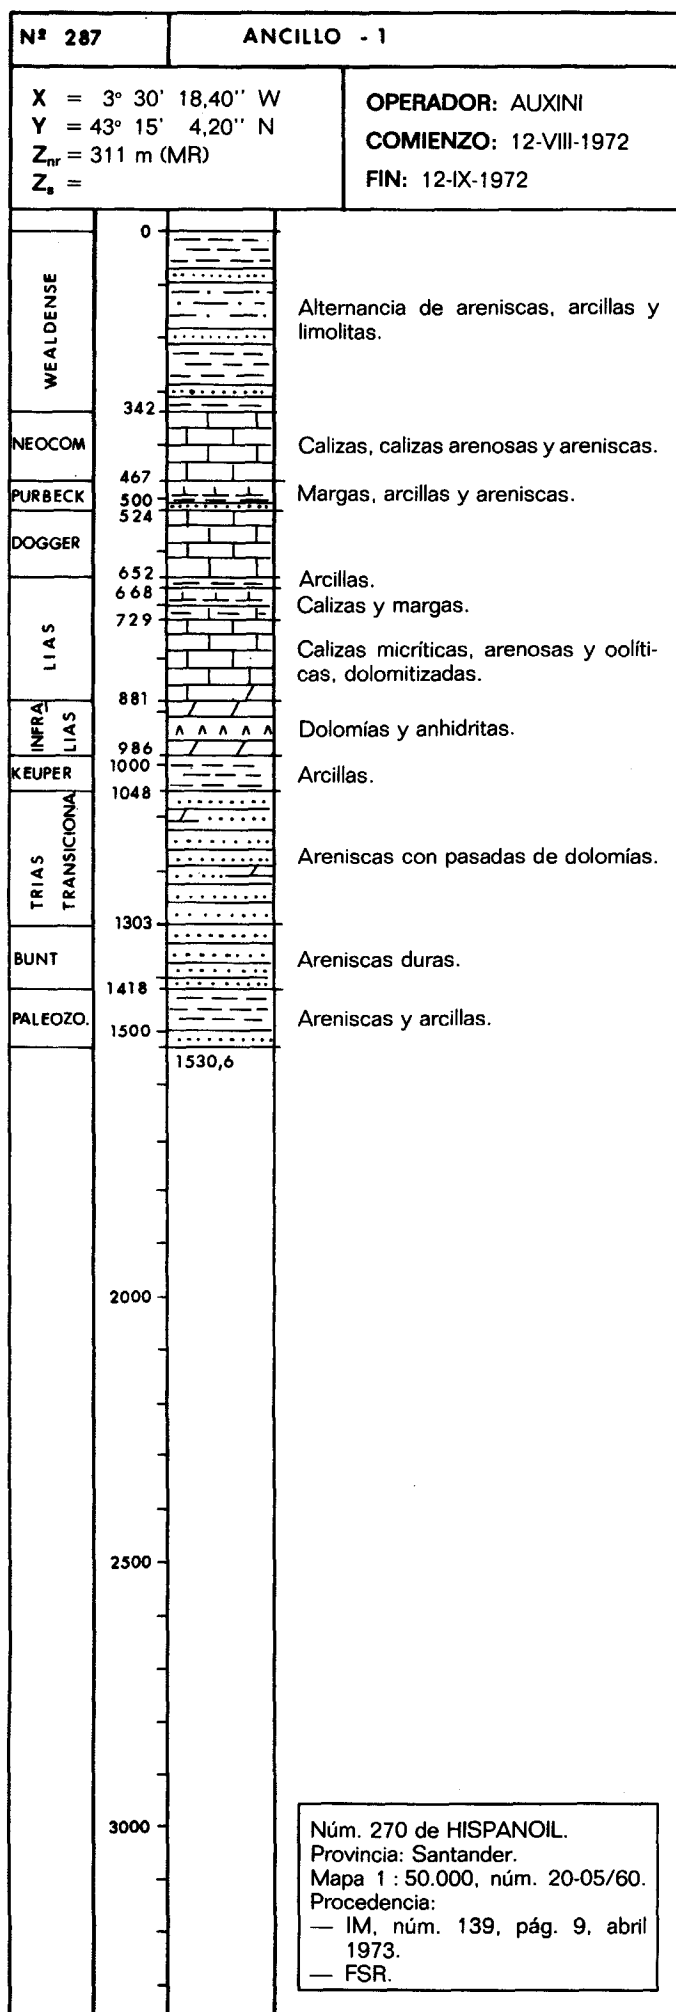 Nº 287
ANCILLO - 1
X = 3° 30' 18,40'' W
Y = 43° 15' 4,20'' N
Znr = 311 m (MR)
Zs =
OPERADOR: AUXINI
COMIENZO: 12-VIII-1972
FIN: 12-IX-1972
0
WEALDENSE
Alternancia de areniscas, arcillas y
limolitas.
342
NEOCOM
Calizas, calizas arenosas y areniscas.
467
PURBECK
500
Margas, arcillas y areniscas.
524
DOGGER
652
Arcillas.
668
Calizas y margas.
729
LIAS
Calizas micríticas, arenosas y oolíti-
cas, dolomitizadas.
881
INFRA
LIAS
Dolomías y anhidritas.
986
1000
KEUPER
Arcillas.
1048
TRIAS
TRANSICIONA
Areniscas con pasadas de dolomías.
1303
BUNT
Areniscas duras.
1418
PALEOZO.
Areniscas y arcillas.
1500
1530,6
2000
2500
3000
Núm. 270 de HISPANOIL.
Provincia: Santander.
Mapa 1 : 50.000, núm. 20-05/60.
Procedencia:
— IM, núm. 139, pág. 9, abril
1973.
— FSR.